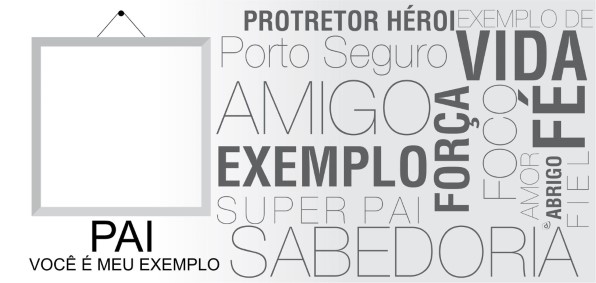 PROTRETOR HÉROI
EXEMPLO DE
VIDA
Porto Seguro
AMIGO
EXEMPLO
SUPER PAI
SABEDORIA
FORÇA
FOCO
FÉ
AMOR
é ABRIGO
FIEL
PAI
VOCÊ É MEU EXEMPLO